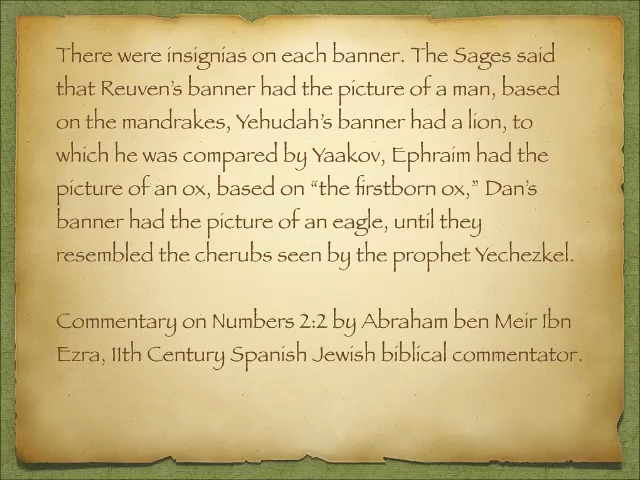 There were insignias on each banner. The Sages said
that Reuven's banner had the picture of a man, based
on the mandrakes, Yehudah's banner had a lion, to
which he was compared by Yaakov, Ephraim had the
picture of an ox, based on “the firstborn ox,” Dan's
banner had the picture of an eagle, until they
resembled the cherubs seen by the prophet Yechezkel.
Commentary on Numbers 2:2 by Abraham ben Meir Ibn
Ezra, 11th Century Spanish Jewish biblical commentator.